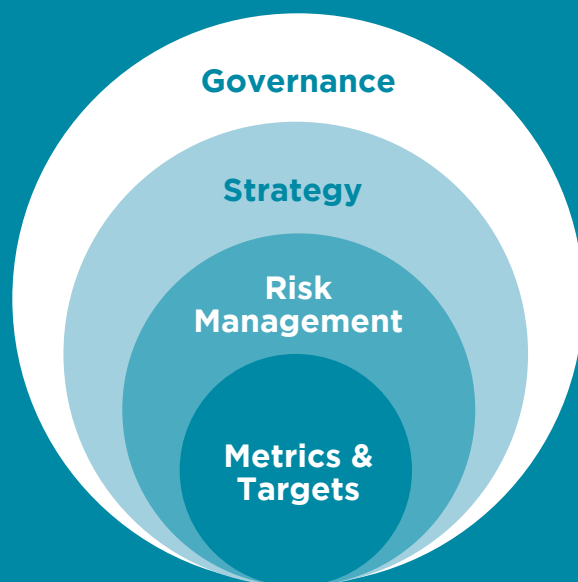 Governance
Strategy
Risk
Management
Metrics &
Targets